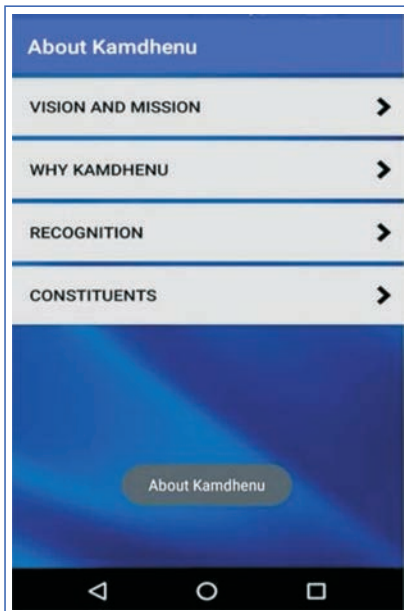 About Kamdhenu
VISION AND MISSION
WHY KAMDHENU
RECOGNITION
CONSTITUENTS
About Kamdhenu